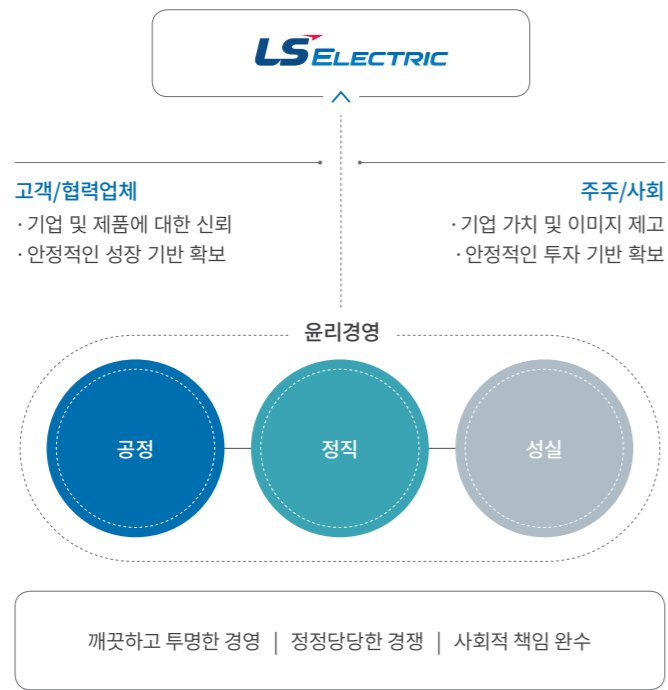 LS ELECTRIC
고객/협력업체
· 기업 및 제품에 대한 신뢰
· 안정적인 성장 기반 확보
주주/사회
· 기업 가치 및 이미지 제고
· 안정적인 투자 기반 확보
윤리경영
공정
정직
성실
깨끗하고 투명한 경영 | 정정당당한 경쟁 | 사회적 책임 완수